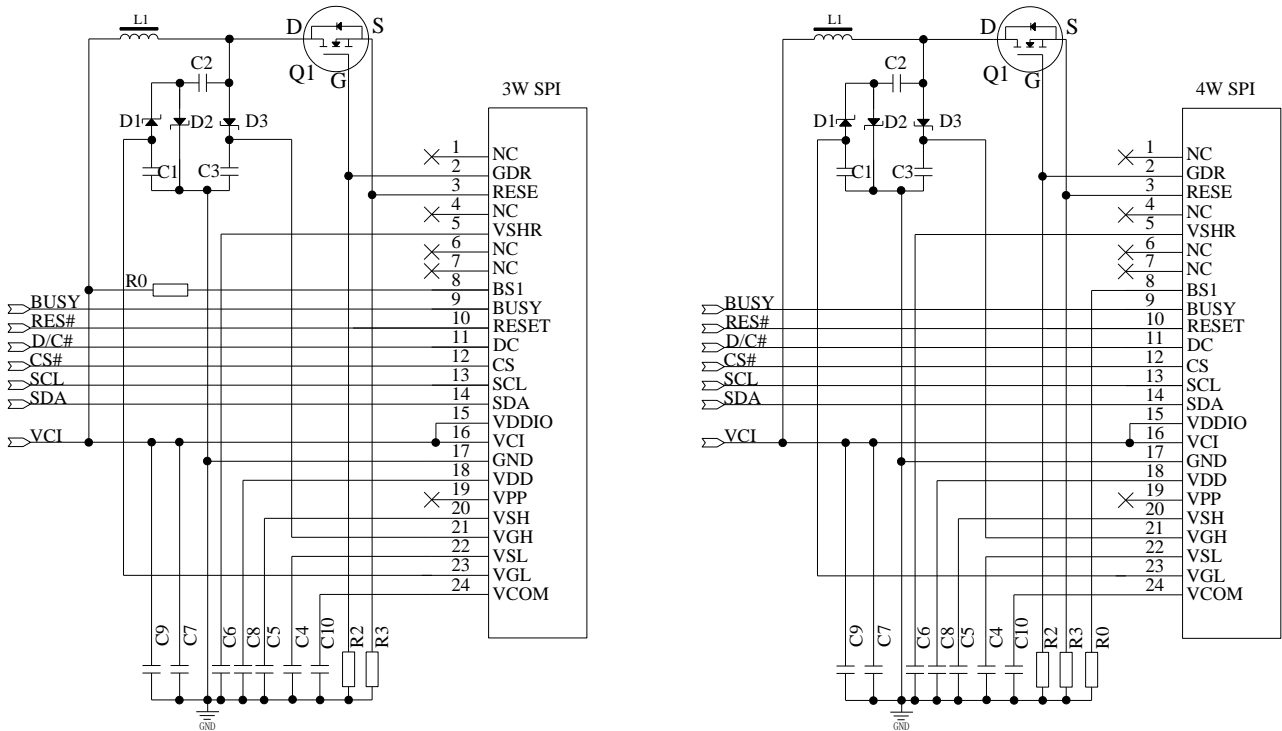 L1
D
S
Q1
G
C2
D1
D2
D3
C1
C3
3W SPI
1 NC
2 GDR
3 RESE
4 NC
5 VSHR
6 NC
7 NC
R0
8 BS1
BUSY 9 BUSY
RES# 10 RESET
D/C# 11 DC
CS# 12 CS
SCL 13 SCL
SDA 14 SDA
15 VDDIO
VCI 16 VCI
17 GND
18 VDD
19 VPP
20 VSH
21 VGH
22 VSL
23 VGL
24 VCOM
C9
C7
C6
C8
C5
C4
C10
R2
R3
GND
L1
D
S
Q1
G
C2
D1
D2
D3
C1
C3
4W SPI
1 NC
2 GDR
3 RESE
4 NC
5 VSHR
6 NC
7 NC
8 BS1
BUSY 9 BUSY
RES# 10 RESET
D/C# 11 DC
CS# 12 CS
SCL 13 SCL
SDA 14 SDA
15 VDDIO
VCI 16 VCI
17 GND
18 VDD
19 VPP
20 VSH
21 VGH
22 VSL
23 VGL
24 VCOM
C9
C7
C6
C8
C5
C4
C10
R2
R3
R0
GND